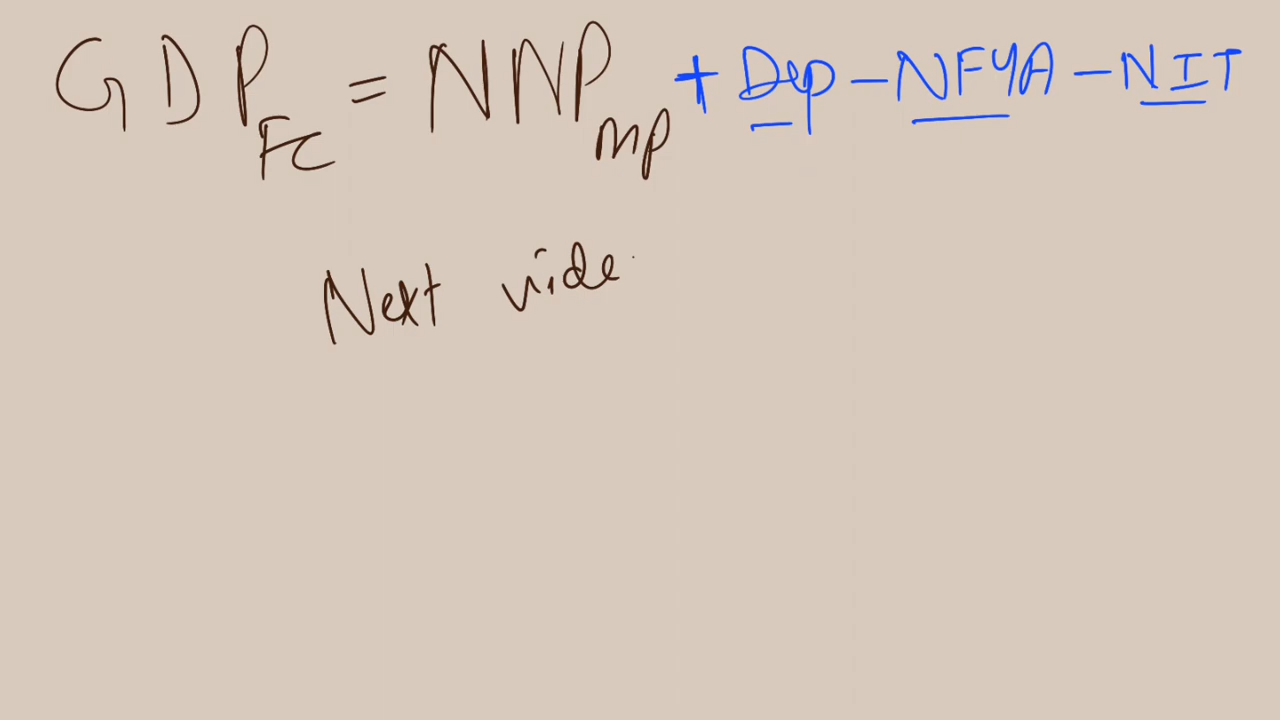 GDP FC = NNP MP + Dep - NFYA - NIT
Next vide